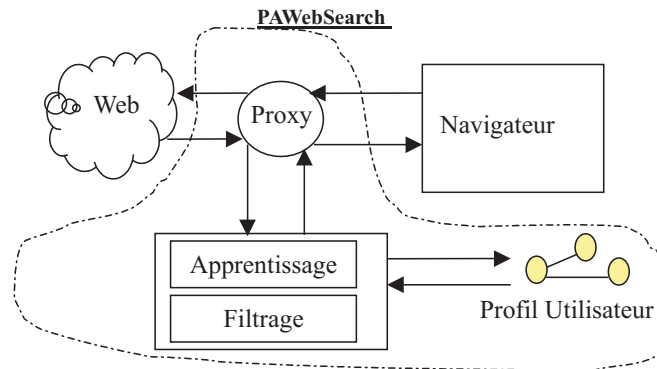 PAWebSearch
Web
Proxy
Navigateur
Apprentissage
Filtrage
Profil Utilisateur